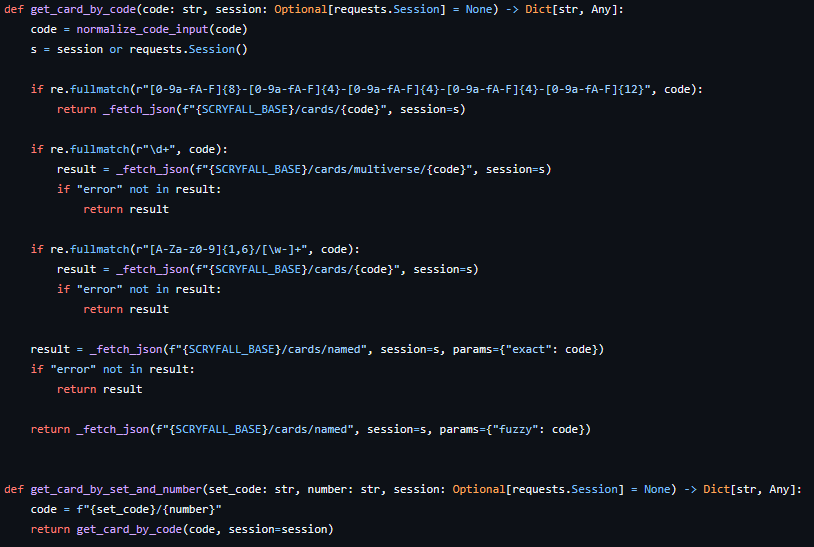 def get_card_by_code(code: str, session: Optional[requests.Session] = None) -> Dict[str, Any]:
    code = normalize_code_input(code)
    s = session or requests.Session()

    if re.fullmatch(r"[0-9a-fA-F]{8}-[0-9a-fA-F]{4}-[0-9a-fA-F]{4}-[0-9a-fA-F]{4}-[0-9a-fA-F]{12}", code):
        return _fetch_json(f"{SCRYFALL_BASE}/cards/{code}", session=s)

    if re.fullmatch(r"\d+", code):
        result = _fetch_json(f"{SCRYFALL_BASE}/cards/multiverse/{code}", session=s)
        if "error" not in result:
            return result

    if re.fullmatch(r"[A-Za-z0-9]{1,6}/[\w-]+", code):
        result = _fetch_json(f"{SCRYFALL_BASE}/cards/{code}", session=s)
        if "error" not in result:
            return result

    result = _fetch_json(f"{SCRYFALL_BASE}/cards/named", session=s, params={"exact": code})
    if "error" not in result:
        return result

    return _fetch_json(f"{SCRYFALL_BASE}/cards/named", session=s, params={"fuzzy": code})


def get_card_by_set_and_number(set_code: str, number: str, session: Optional[requests.Session] = None) -> Dict[str, Any]:
    code = f"{set_code}/{number}"
    return get_card_by_code(code, session=session)